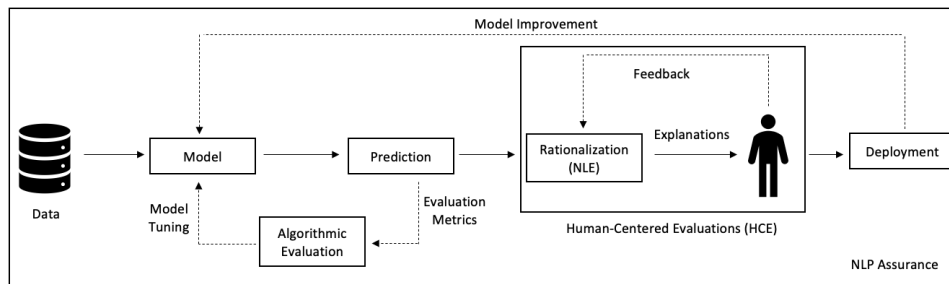 Model Improvement
Feedback
Data
Model
Prediction
Rationalization
(NLE)
Explanations
Deployment
Model
Tuning
Evaluation
Metrics
Algorithmic
Evaluation
Human-Centered Evaluations (HCE)
NLP Assurance